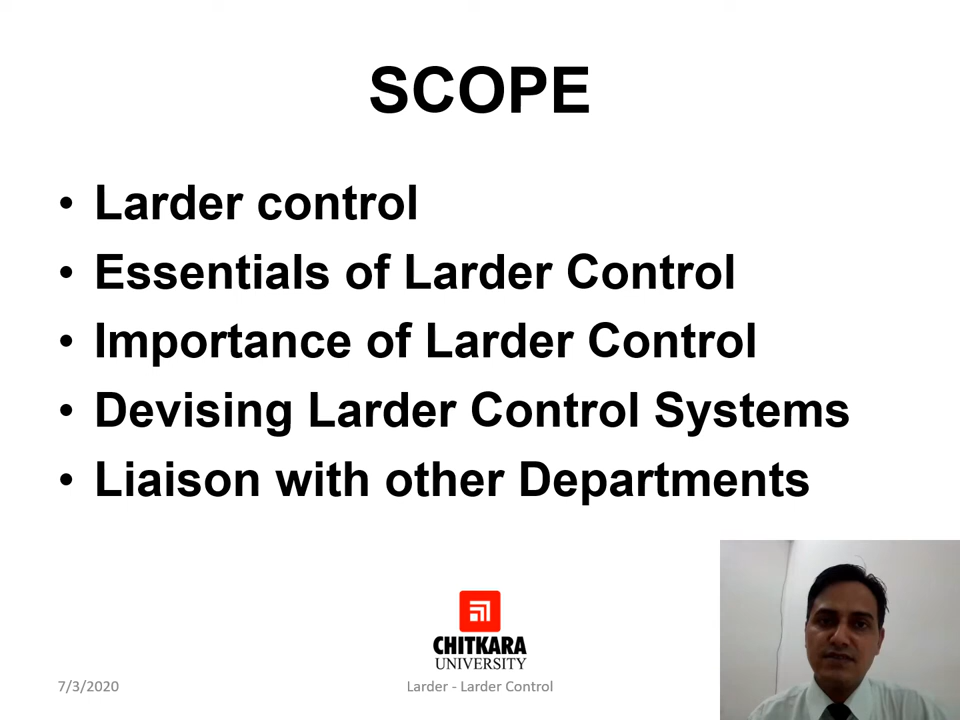 SCOPE
• Larder control
• Essentials of Larder Control
• Importance of Larder Control
• Devising Larder Control Systems
• Liaison with other Departments
CHITKARA
UNIVERSITY
7/3/2020
Larder - Larder Control